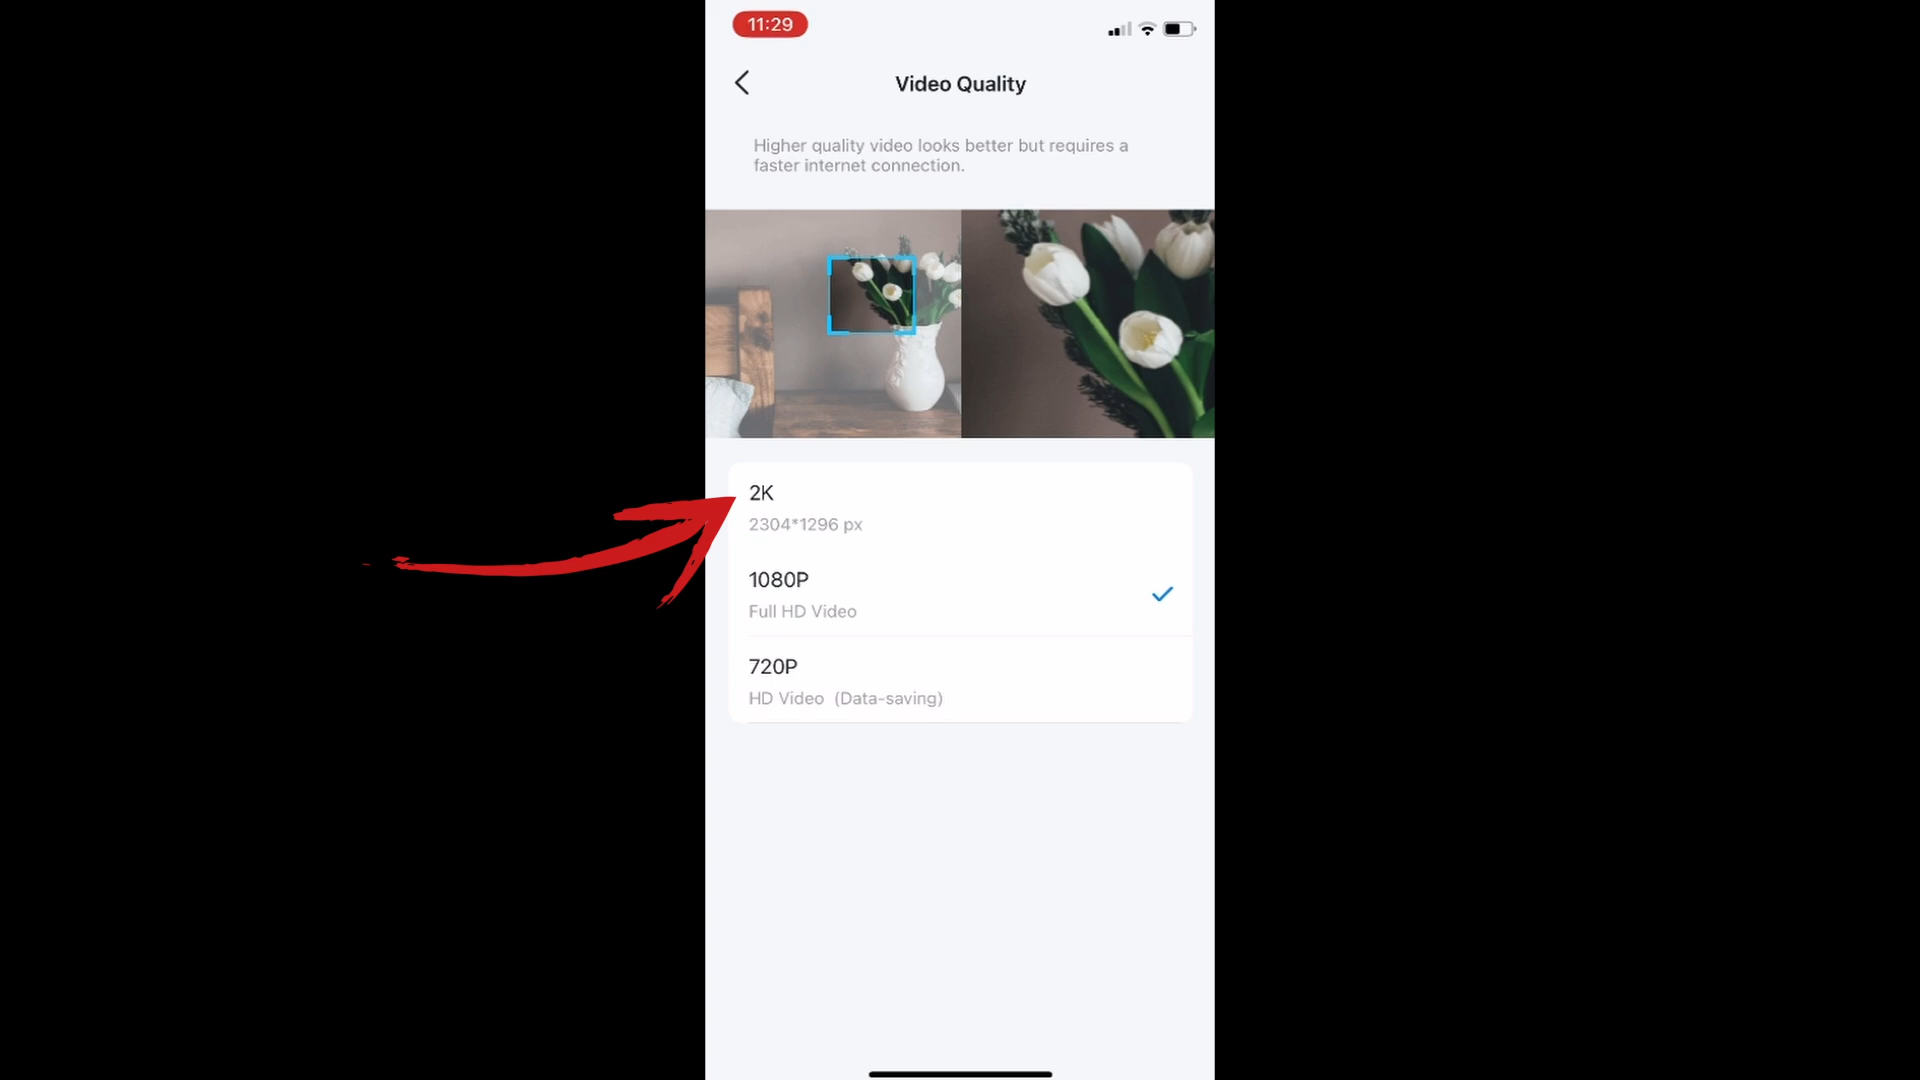 11:29
Video Quality
Higher quality video looks better but requires a
faster internet connection.
2K
2304*1296 px
1080P
Full HD Video
720P
HD Video (Data-saving)